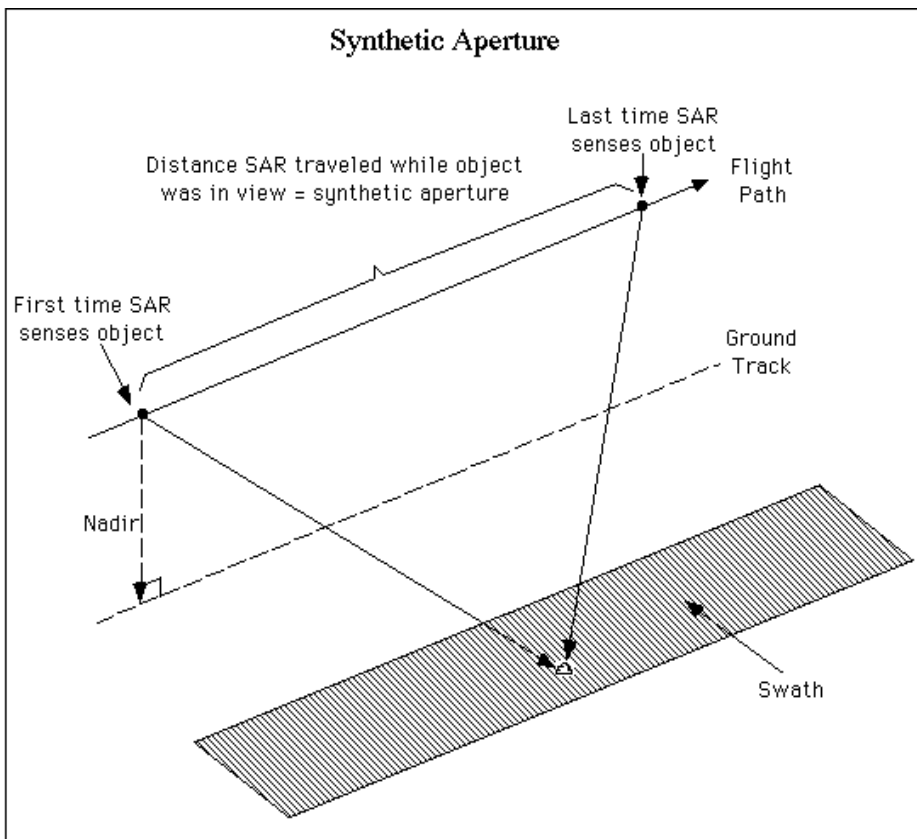 Synthetic Aperture
Last time SAR
senses object
Distance SAR traveled while object
was in view = synthetic aperture
Flight
Path
First time SAR
senses object
Ground
Track
Nadir
Swath